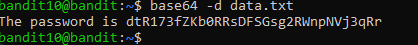 bandit10@bandit:~$ base64 -d data.txt
The password is dtR173fZKb0RRsDFSGsg2RWnpNVj3qRr
bandit10@bandit:~$